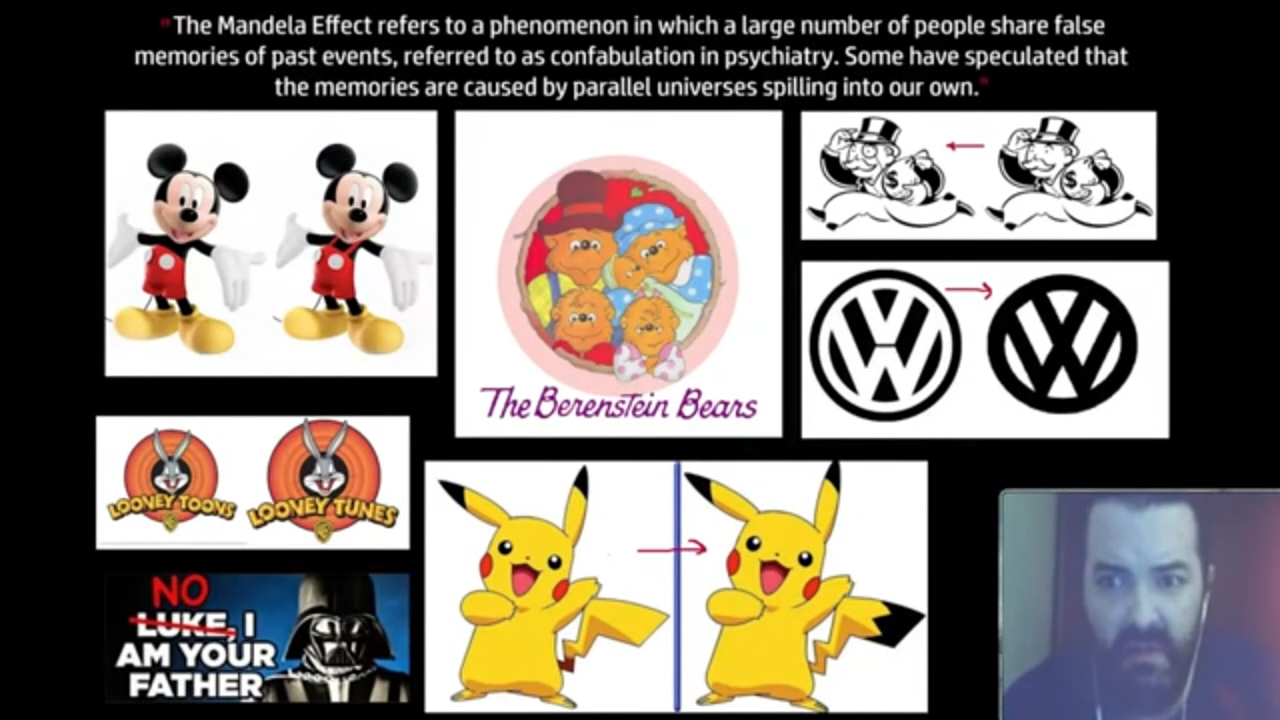 "The Mandela Effect refers to a phenomenon in which a large number of people share false
memories of past events, referred to as confabulation in psychiatry. Some have speculated that
the memories are caused by parallel universes spilling into our own."
$
$
The Berenstein Bears
LOONEY TOONS
WB
LOONEY TUNES
WB
NO
LUKE, I
AM YOUR
FATHER